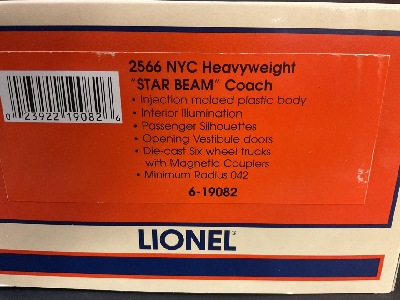 2566 NYC Heavyweight
"STAR BEAM" Coach
• Injection molded plastic body
• Interior Illumination
• Passenger Silhouettes
• Opening Vestibule doors
• Die-cast Six wheel trucks
with Magnetic Couplers
• Minimum Radius 042
6-19082
0 23922 19082 6
LIONEL